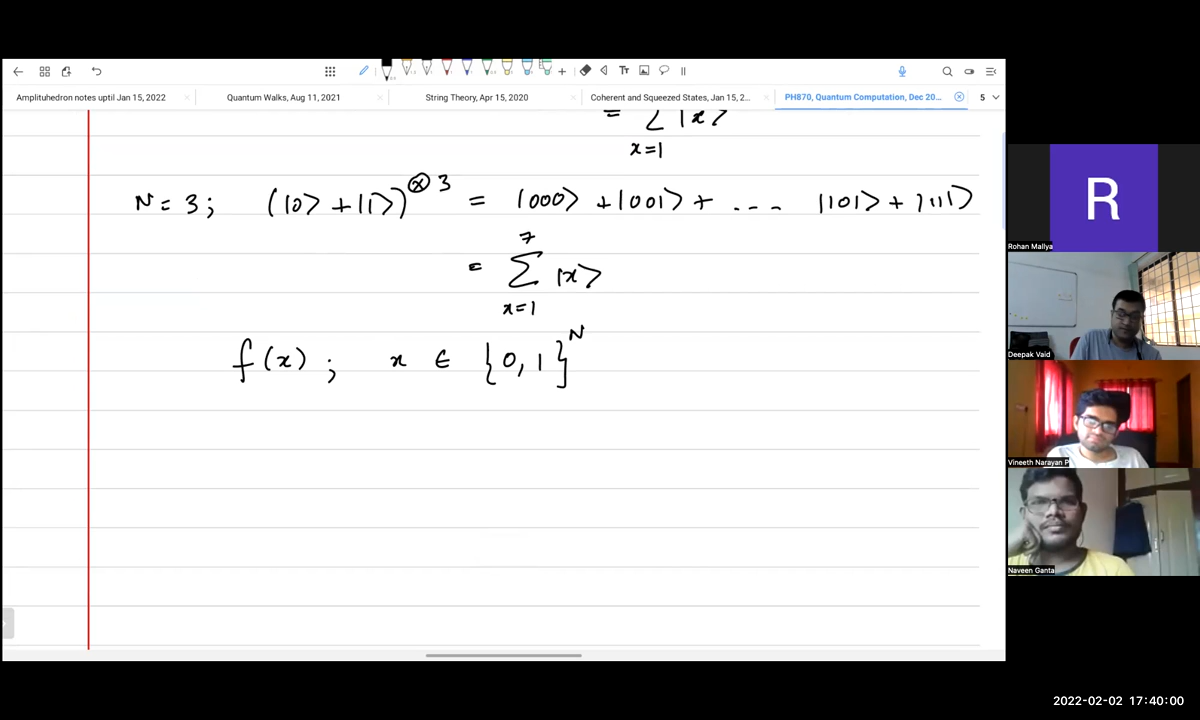 Amplituhedron notes uptil Jan 15, 2022
Quantum Walks, Aug 11, 2021
String Theory, Apr 15, 2020
Coherent and Squeezed States, Jan 15, 2...
PH870, Quantum Computation, Dec 20...
5
= Σ |x⟩
x=1
N = 3; (|0⟩ + |1⟩)^⊗3 = |000⟩ + |001⟩ + ... |101⟩ + |111⟩
7
= Σ |x⟩
x=1
f(x); x ∈ {0,1}^N
R
Rohan Mallya
Deepak Vaid
Vineeth Narayan P
Naveen Ganta
2022-02-02 17:40:00